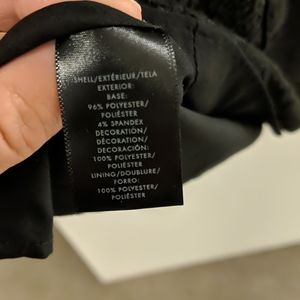 SHELL/EXTÉRIEUR/TELA
EXTERIOR:
BASE:
96% POLYESTER/
POLIÉSTER
4% SPANDEX
DECORATION/
DÉCORATION/
DECORACIÓN:
100% POLYESTER/
POLIÉSTER
LINING/DOUBLURE/
FORRO:
100% POLYESTER/
POLIÉSTER